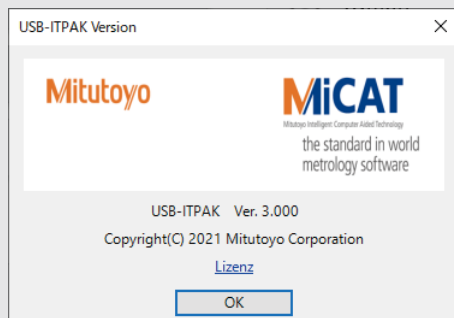 USB-ITPAK Version
Mitutoyo
MiCAT
Mitutoyo Intelligent Computer Aided Technology
the standard in world
metrology software
USB-ITPAK Ver. 3.000
Copyright(C) 2021 Mitutoyo Corporation
Lizenz
OK